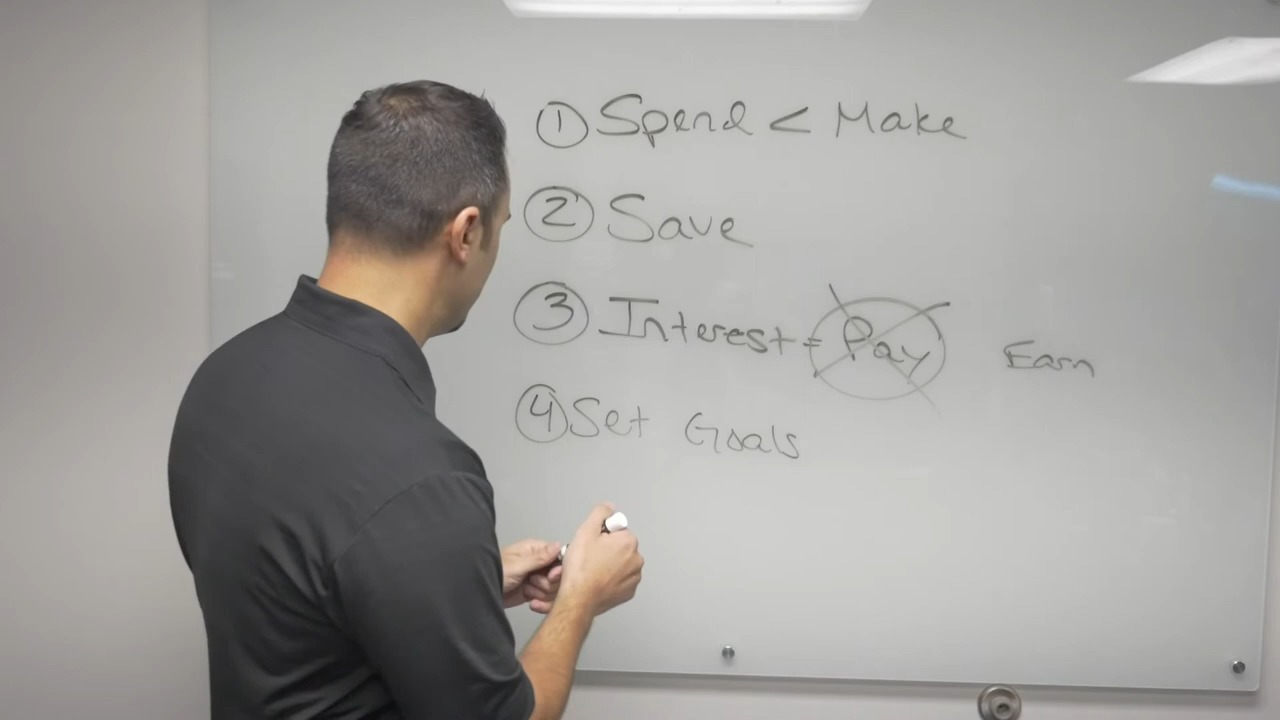 ① Spend < Make
② Save
③ Interest = Pay Earn
④ Set Goals